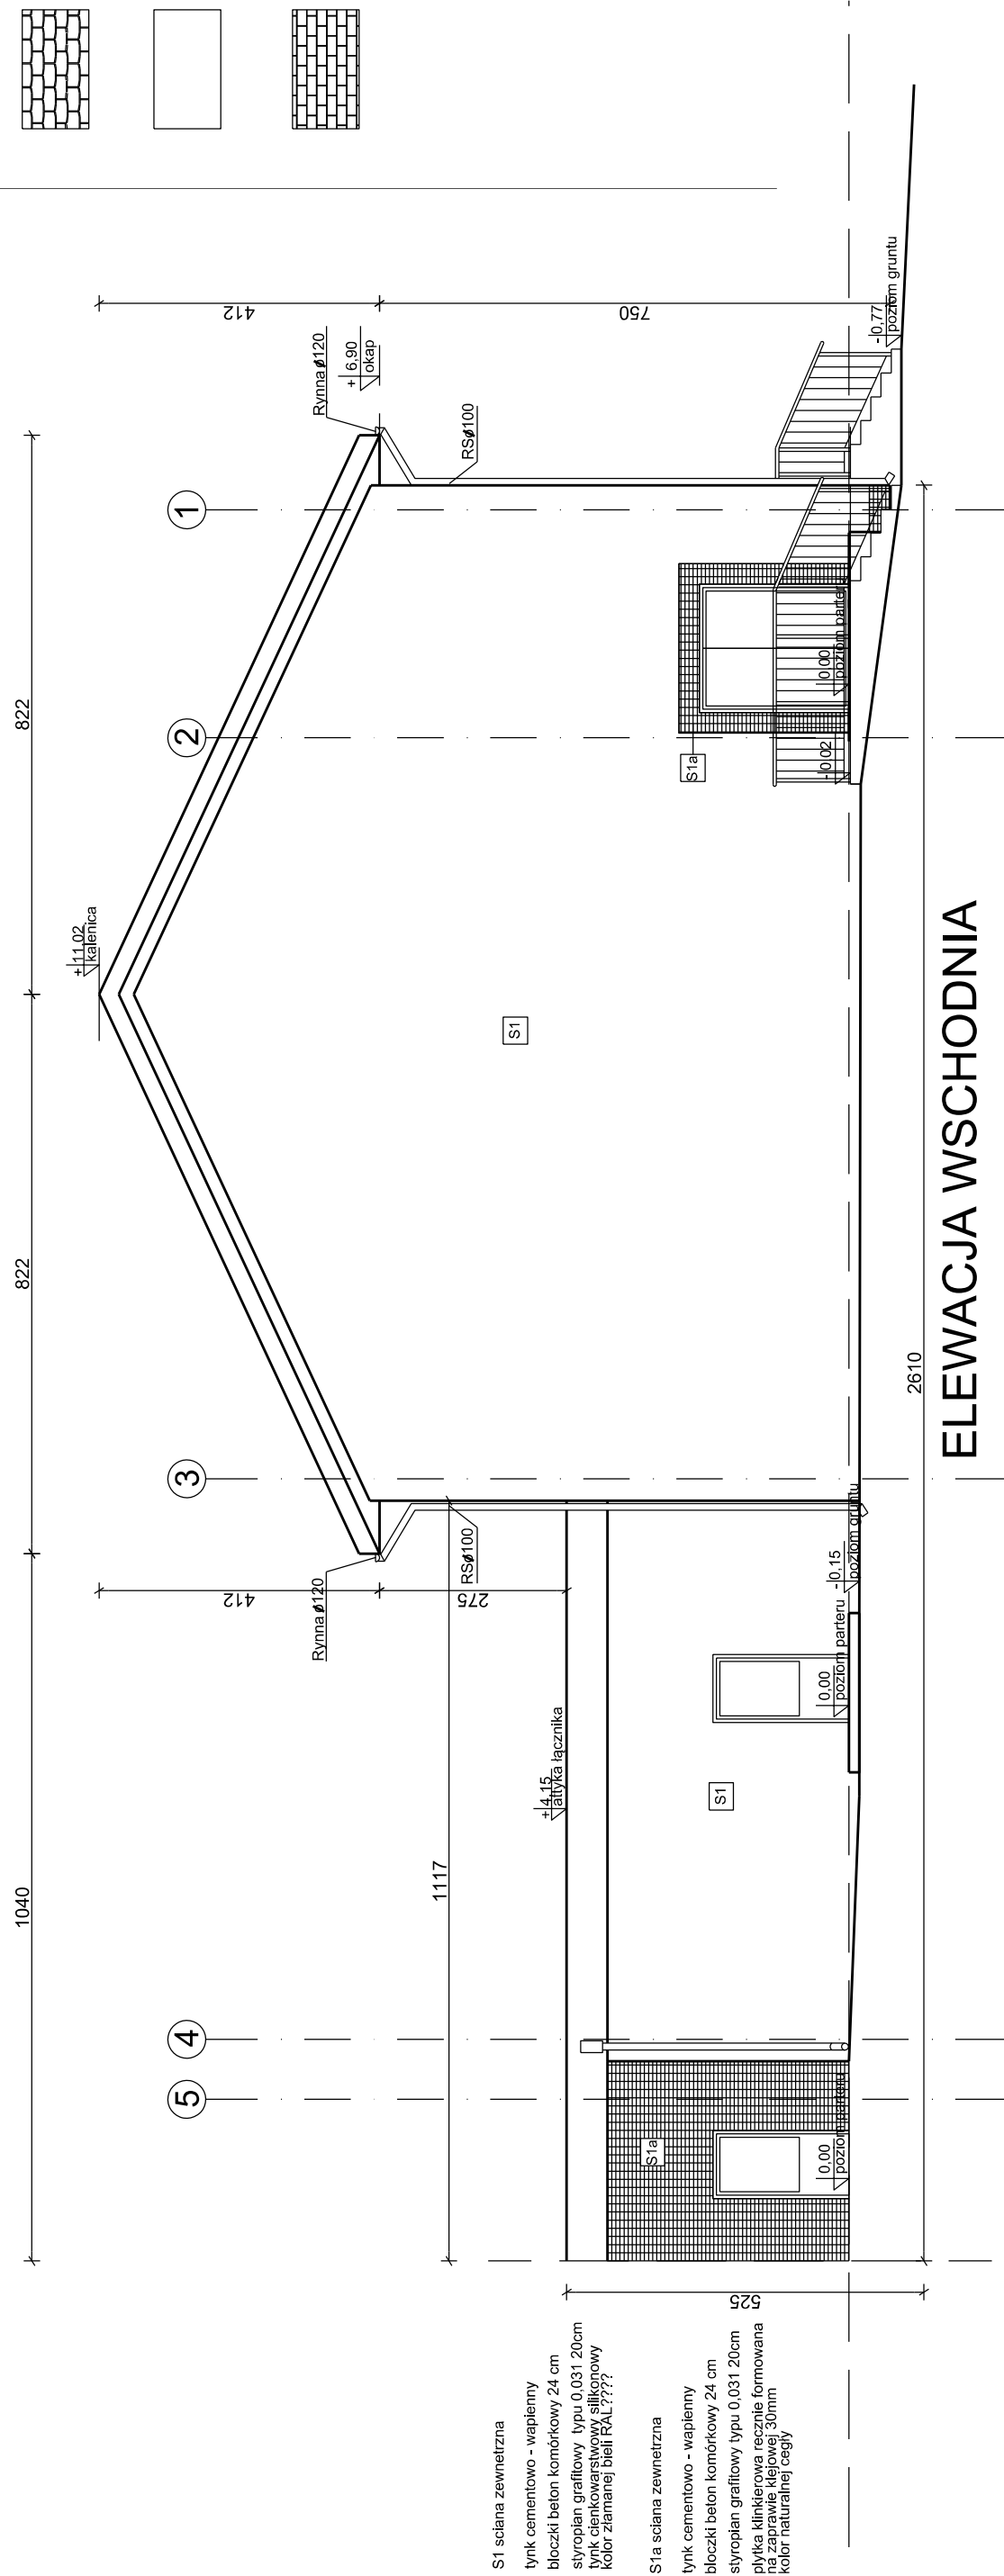 1040
822
822
5
4
3
2
1
+ 11,02
kalenica
412
Rynna ø120
412
Rynna ø120
+ 6,90
okap
1117
RSø100
275
RSø100
750
+ 4,15
attyka łącznika
S1
S1
S1a
S1a
0,00
poziom parteru
0,00
poziom parteru
- 0,15
poziom gruntu
- 0,02
0,00
poziom parteru
- 0,77
poziom gruntu
525
2610
ELEWACJA WSCHODNIA
S1 sciana zewnetrzna
tynk cementowo - wapienny
bloczki beton komórkowy 24 cm
styropian grafitowy typu 0,031 20cm
tynk cienkowarstwowy silikonowy
kolor złamanej bieli RAL????
S1a sciana zewnetrzna
tynk cementowo - wapienny
bloczki beton komórkowy 24 cm
styropian grafitowy typu 0,031 20cm
płytka klinkierowa recznie formowana
na zaprawie klejowej 30mm
kolor naturalnej cegły